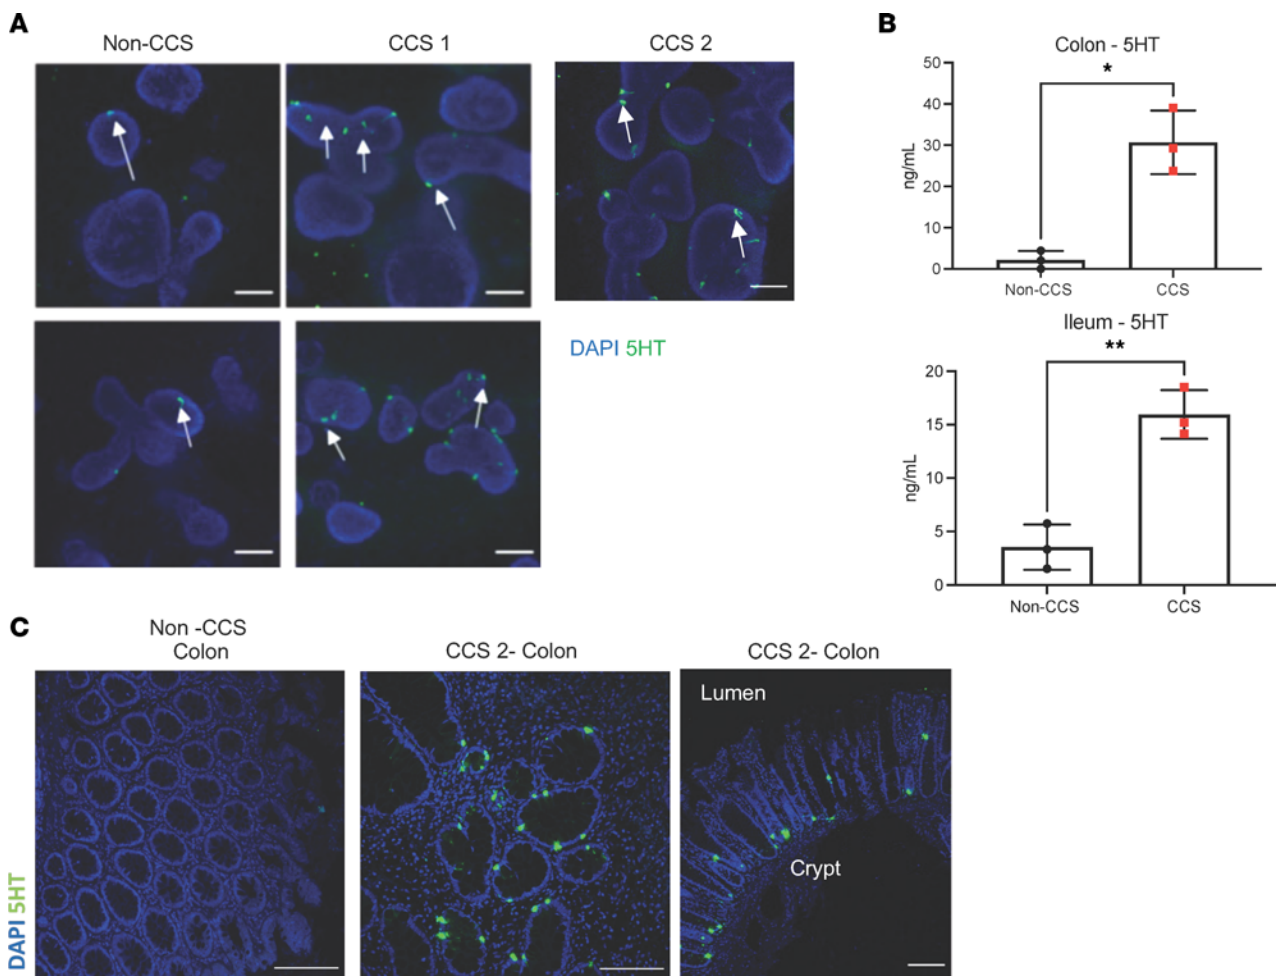 A
Non-CCS
CCS 1
CCS 2
DAPI 5HT
B
Colon - 5HT
*
50
40
30
20
10
0
ng/mL
Non-CCS
CCS
Ileum - 5HT
**
20
15
10
5
0
ng/mL
Non-CCS
CCS
C
Non -CCS
Colon
CCS 2- Colon
CCS 2- Colon
Lumen
Crypt
DAPI 5HT